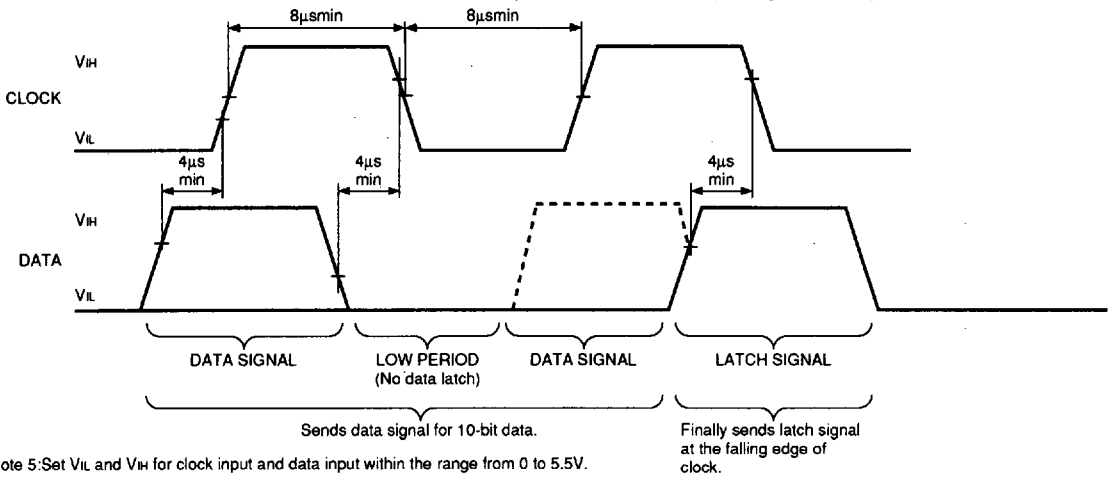 8μsmin
8μsmin
VIH
CLOCK
VIL
4μs
min
4μs
min
4μs
min
VIH
DATA
VIL
DATA SIGNAL
LOW PERIOD
(No data latch)
DATA SIGNAL
LATCH SIGNAL
Sends data signal for 10-bit data.
Finally sends latch signal
at the falling edge of
clock.
ote 5:Set VIL and VIH for clock input and data input within the range from 0 to 5.5V.